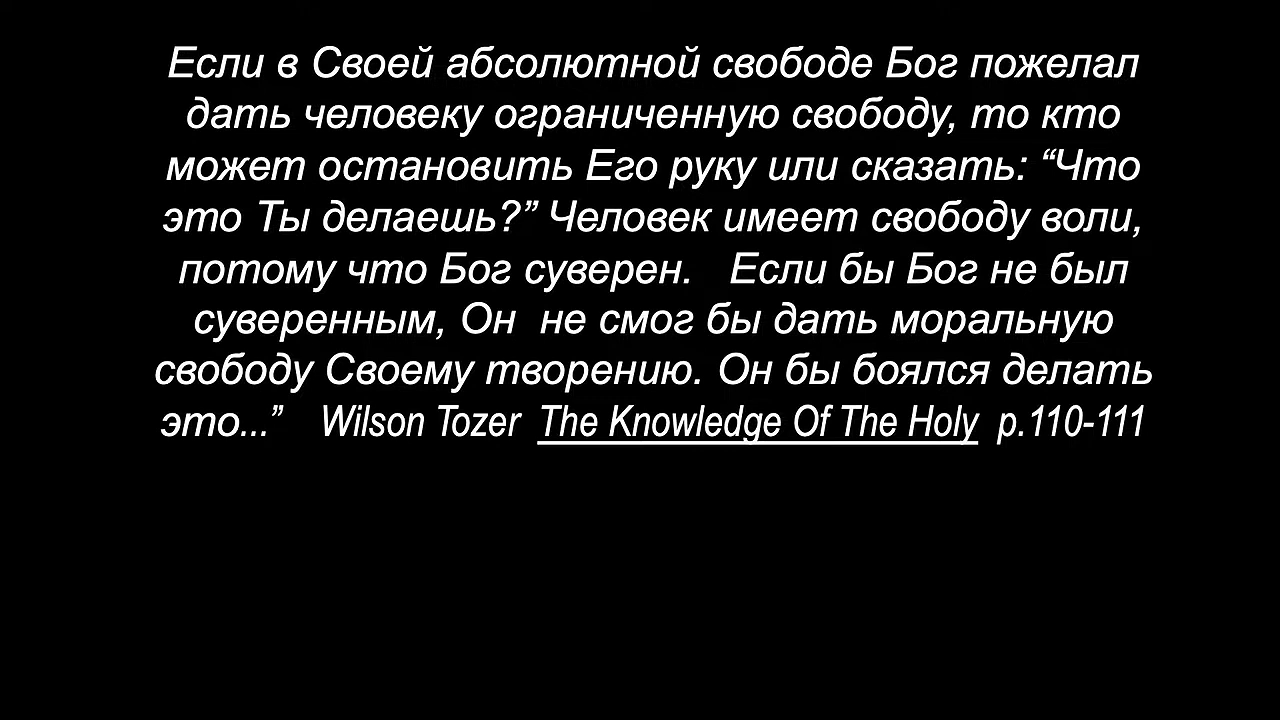 Если в Своей абсолютной свободе Бог пожелал
дать человеку ограниченную свободу, то кто
может остановить Его руку или сказать: “Что
это Ты делаешь?” Человек имеет свободу воли,
потому что Бог суверен. Если бы Бог не был
суверенным, Он не смог бы дать моральную
свободу Своему творению. Он бы боялся делать
это...” Wilson Tozer The Knowledge Of The Holy p.110-111